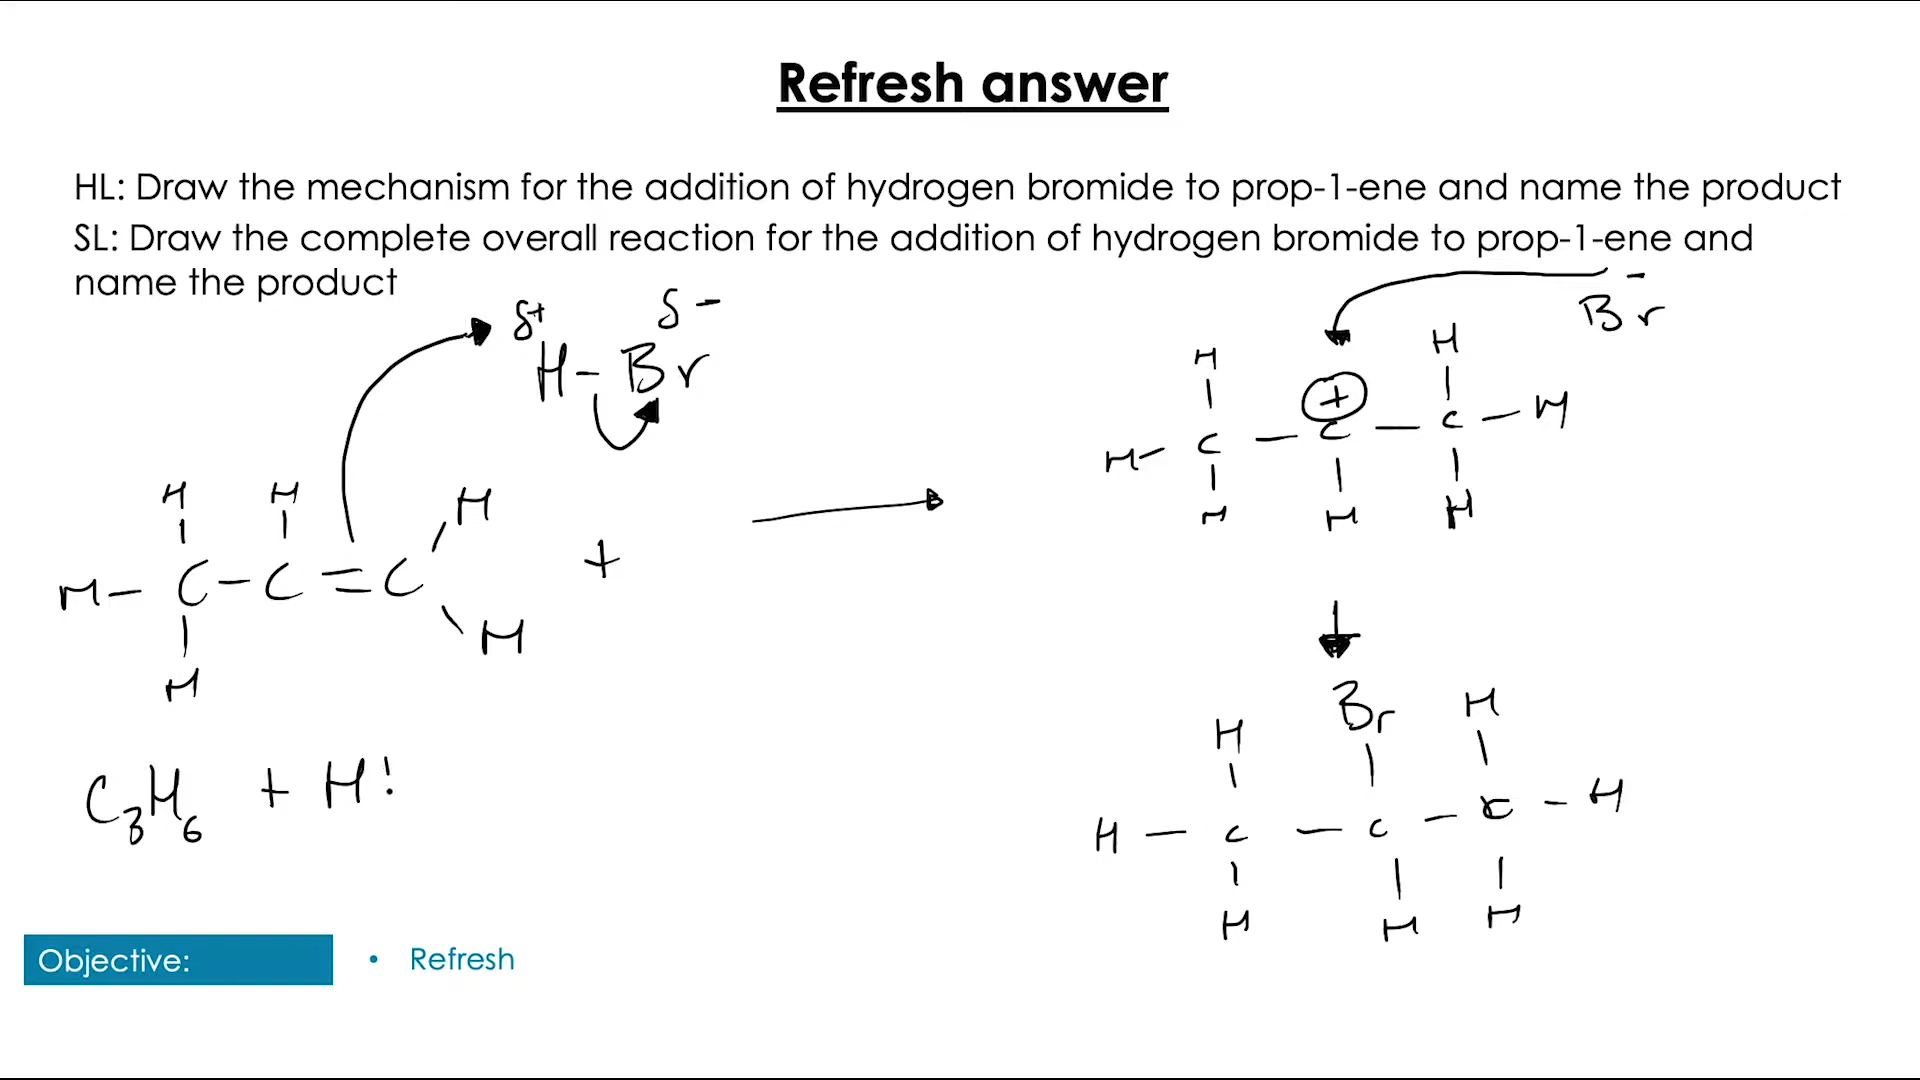 Refresh answer
HL: Draw the mechanism for the addition of hydrogen bromide to prop-1-ene and name the product
SL: Draw the complete overall reaction for the addition of hydrogen bromide to prop-1-ene and
name the product
δ+ δ-
H-Br
H H H
H-C-C=C +
H H
C3H6 + H
Br-
H + H
H-C-C-C-H
H H H
H Br H
H-C-C-C-H
H H H
Objective:
• Refresh